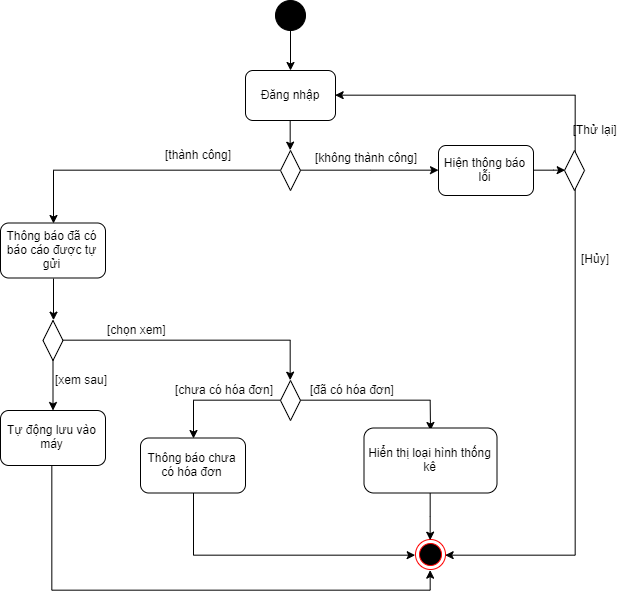 Đăng nhập
[Thử lại]
[thành công]
[không thành công]
Hiện thông báo
lỗi
Thông báo đã có
báo cáo được tự
gửi
[Hủy]
[chọn xem]
[xem sau]
[chưa có hóa đơn]
[đã có hóa đơn]
Tự động lưu vào
máy
Thông báo chưa
có hóa đơn
Hiển thị loại hình thống
kê